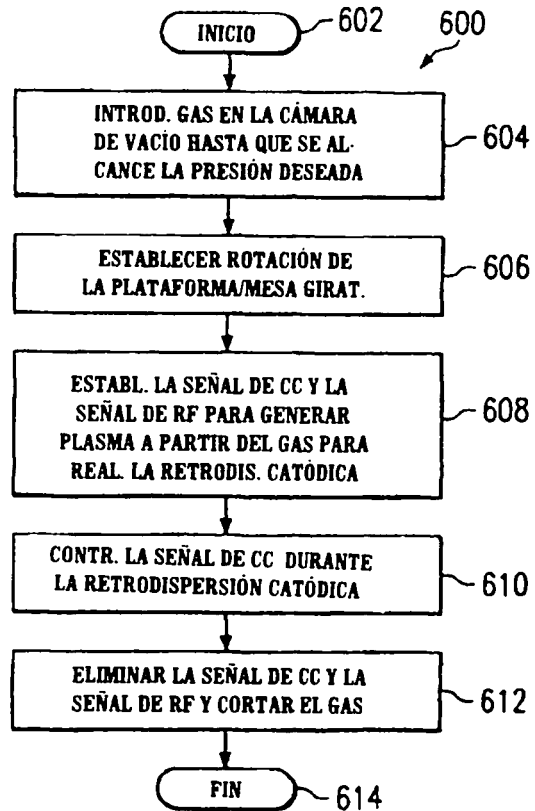 INICIO
602
600
INTROD. GAS EN LA CÁMARA
DE VACÍO HASTA QUE SE AL-
CANCE LA PRESIÓN DESEADA
604
ESTABLECER ROTACIÓN DE
LA PLATAFORMA/MESA GIRAT.
606
ESTABL. LA SEÑAL DE CC Y LA
SEÑAL DE RF PARA GENERAR
PLASMA A PARTIR DEL GAS PARA
REAL. LA RETRODIS. CATÓDICA
608
CONTR. LA SEÑAL DE CC DURANTE
LA RETRODISPERSIÓN CATÓDICA
610
ELIMINAR LA SEÑAL DE CC Y LA
SEÑAL DE RF Y CORTAR EL GAS
612
FIN
614